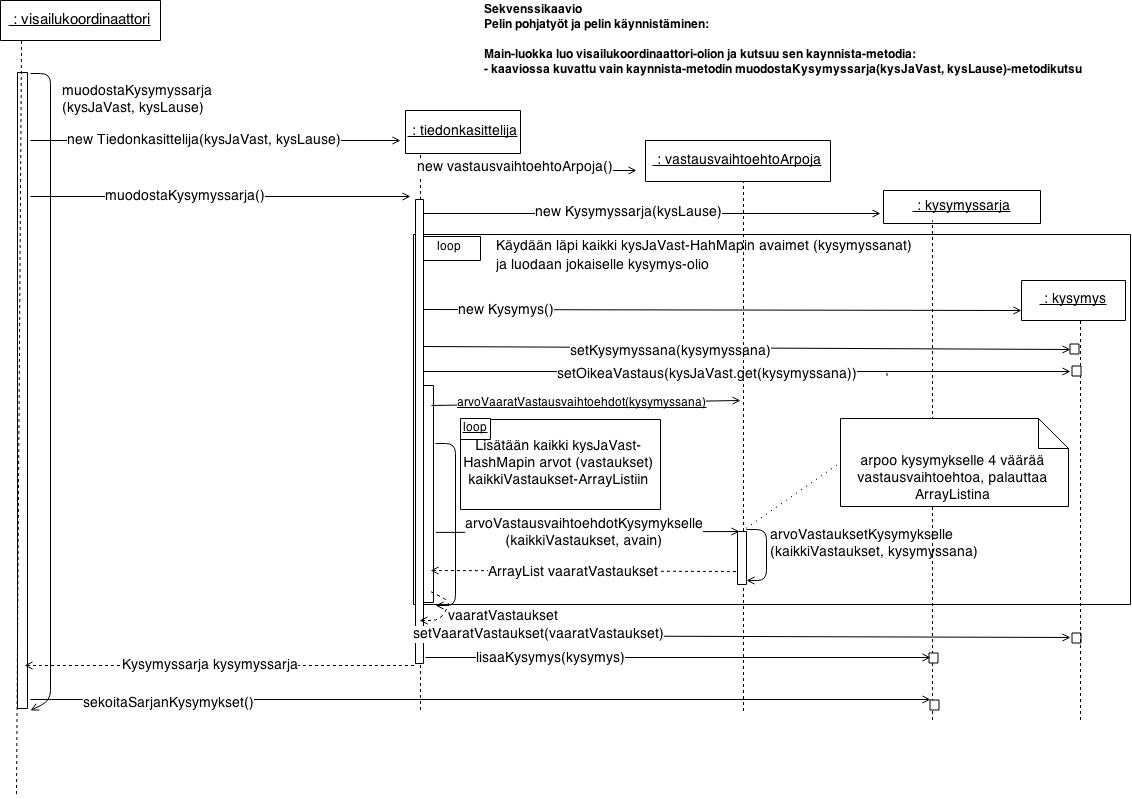 Sekvenssikaavio
Pelin pohjatyöt ja pelin käynnistäminen:
Main-luokka luo visailukoordinaattori-olion ja kutsuu sen kaynnista-metodia:
- kaaviossa kuvattu vain kaynnista-metodin muodostaKysymyssarja(kysJaVast, kysLause)-metodikutsu
: visailukoordinaattori
muodostaKysymyssarja
(kysJaVast, kysLause)
new Tiedonkasittelija(kysJaVast, kysLause)
: tiedonkasittelija
new vastausvaihtoehtoArpoja()
: vastausvaihtoehtoArpoja
muodostaKysymyssarja()
new Kysymyssarja(kysLause)
: kysymyssarja
loop
Käydään läpi kaikki kysJaVast-HahMapin avaimet (kysymyssanat)
ja luodaan jokaiselle kysymys-olio
new Kysymys()
: kysymys
setKysymyssana(kysymyssana)
setOikeaVastaus(kysJaVast.get(kysymyssana))
arvoVaaratVastausvaihtoehdot(kysymyssana)
loop
Lisätään kaikki kysJaVast-
HashMapin arvot (vastaukset)
kaikkiVastaukset-ArrayListiin
arpoo kysymykselle 4 väärää
vastausvaihtoehtoa, palauttaa
ArrayListina
arvoVastausvaihtoehdotKysymykselle
(kaikkiVastaukset, avain)
arvoVastauksetKysymykselle
(kaikkiVastaukset, kysymyssana)
ArrayList vaaratVastaukset
vaaratVastaukset
setVaaratVastaukset(vaaratVastaukset)
lisaaKysymys(kysymys)
Kysymyssarja kysymyssarja
sekoitaSarjanKysymykset()